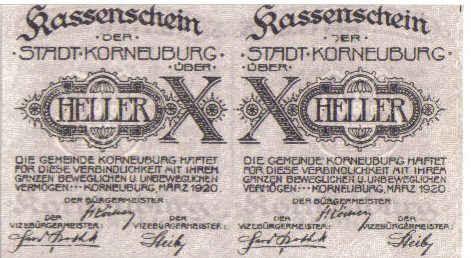 Kassenschein
DER
STADT·KORNEUBURG·
·ÜBER·
HELLER X
DIE GEMEINDE KORNEUBURG HAFTET
FÜR DIESE VERBINDLICHKEIT MIT IHREM
GANZEN BEWEGLICHEN U. UNBEWEGLICHEN
VERMÖGEN···KORNEUBURG, MÄRZ 1920.
DER BÜRGERMEISTER:
DER VIZEBÜRGERMEISTER: DER VIZEBÜRGERMEISTER:
Kassenschein
DER
·STADT·KORNEUBURG·
ÜBER·
X HELLER
DIE GEMEINDE KORNEUBURG HAFTET
FÜR DIESE VERBINDLICHKEIT MIT IHREM
GANZEN BEWEGLICHEN U. UNBEWEGLICHEN
VERMÖGEN···KORNEUBURG, MÄRZ 1920
DER BÜRGERMEISTER:
DER VIZEBÜRGERMEISTER: DER VIZEBÜRGERMEISTER: